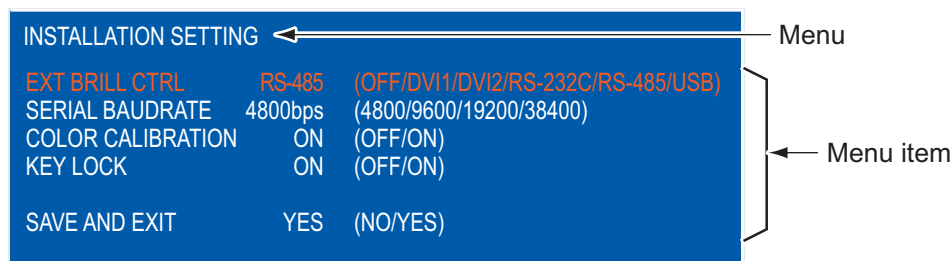 INSTALLATION SETTING
Menu
EXT BRILL CTRL RS-485 (OFF/DVI1/DVI2/RS-232C/RS-485/USB)
SERIAL BAUDRATE 4800bps (4800/9600/19200/38400)
COLOR CALIBRATION ON (OFF/ON)
KEY LOCK ON (OFF/ON)
Menu item
SAVE AND EXIT YES (NO/YES)